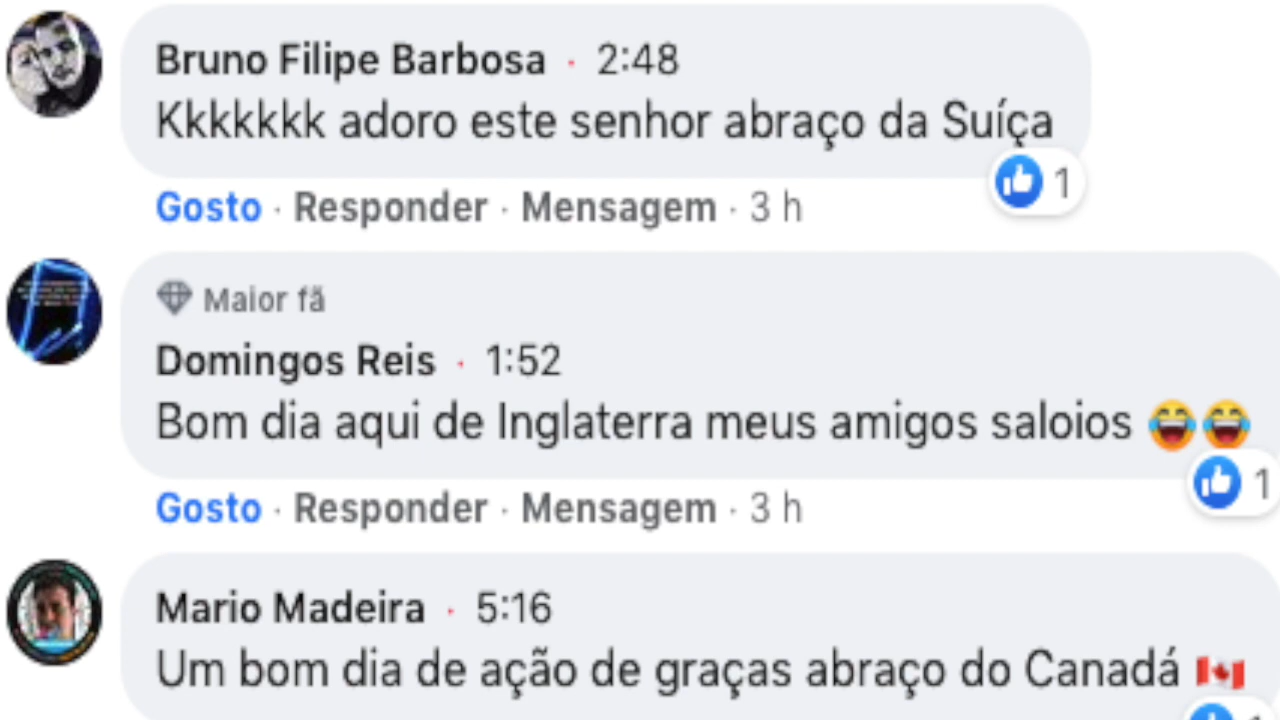 Bruno Filipe Barbosa · 2:48
Kkkkkkk adoro este senhor abraço da Suíça
1
Gosto · Responder · Mensagem · 3 h
Maior fã
Domingos Reis · 1:52
Bom dia aqui de Inglaterra meus amigos saloios 😂😂
1
Gosto · Responder · Mensagem · 3 h
Mario Madeira · 5:16
Um bom dia de ação de graças abraço do Canadá 🇨🇦